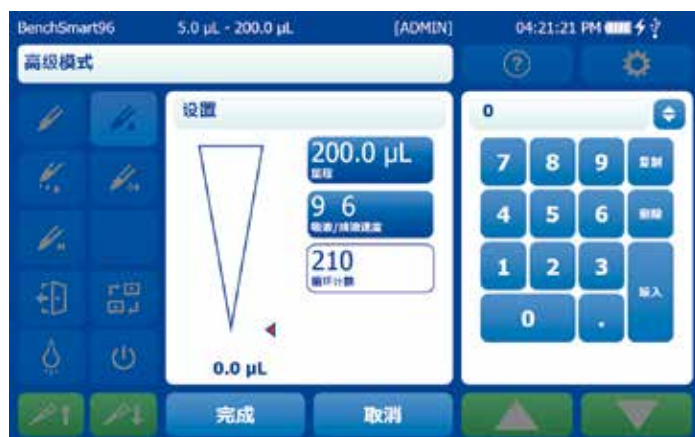 BenchSmart96 5.0 µL - 200.0 µL [ADMIN] 04:21:21 PM
高级模式
?
设置
200.0 µL
量程
9 6
吸液/排液速度
210
循环计数
0.0 µL
0
7 8 9 复制
4 5 6 删除
1 2 3
0 . 输入
完成 取消